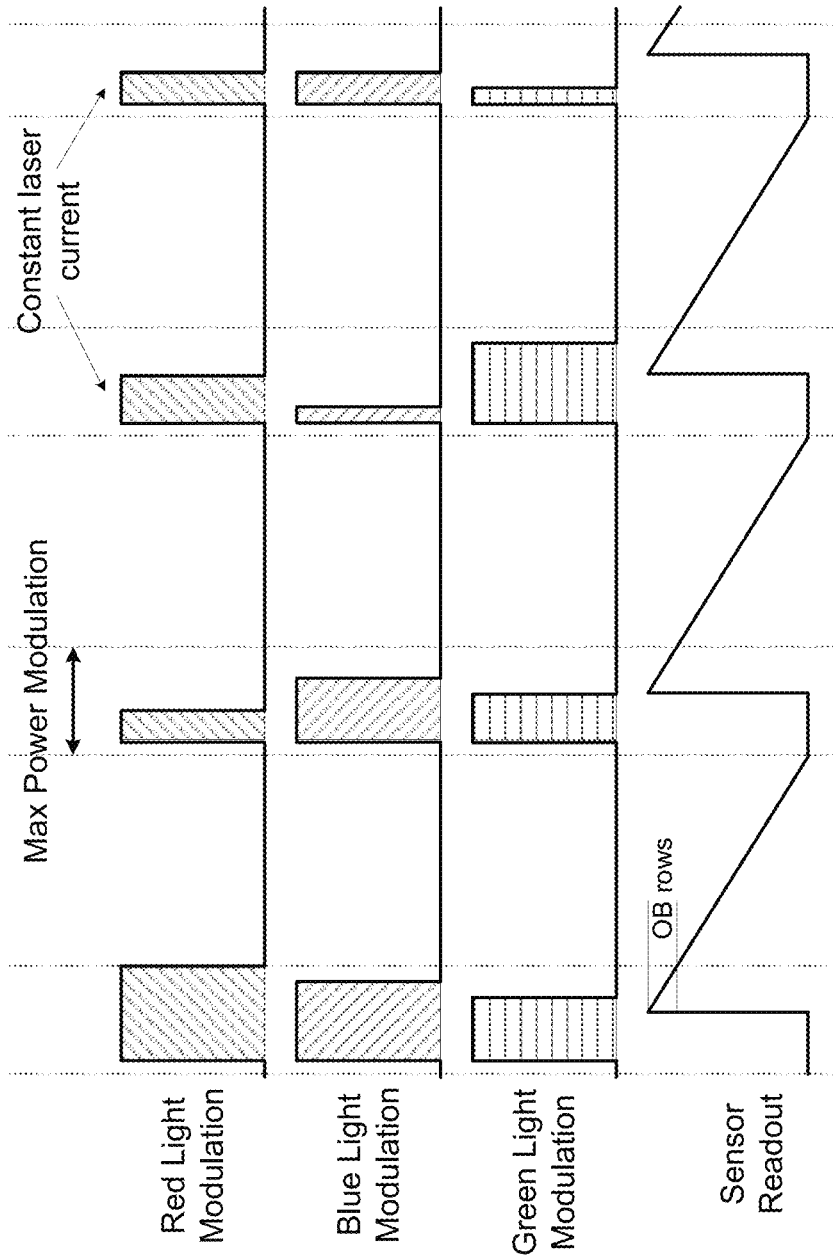 Max Power Modulation
Constant laser
current
Red Light
Modulation
Blue Light
Modulation
Green Light
Modulation
OB rows
Sensor
Readout